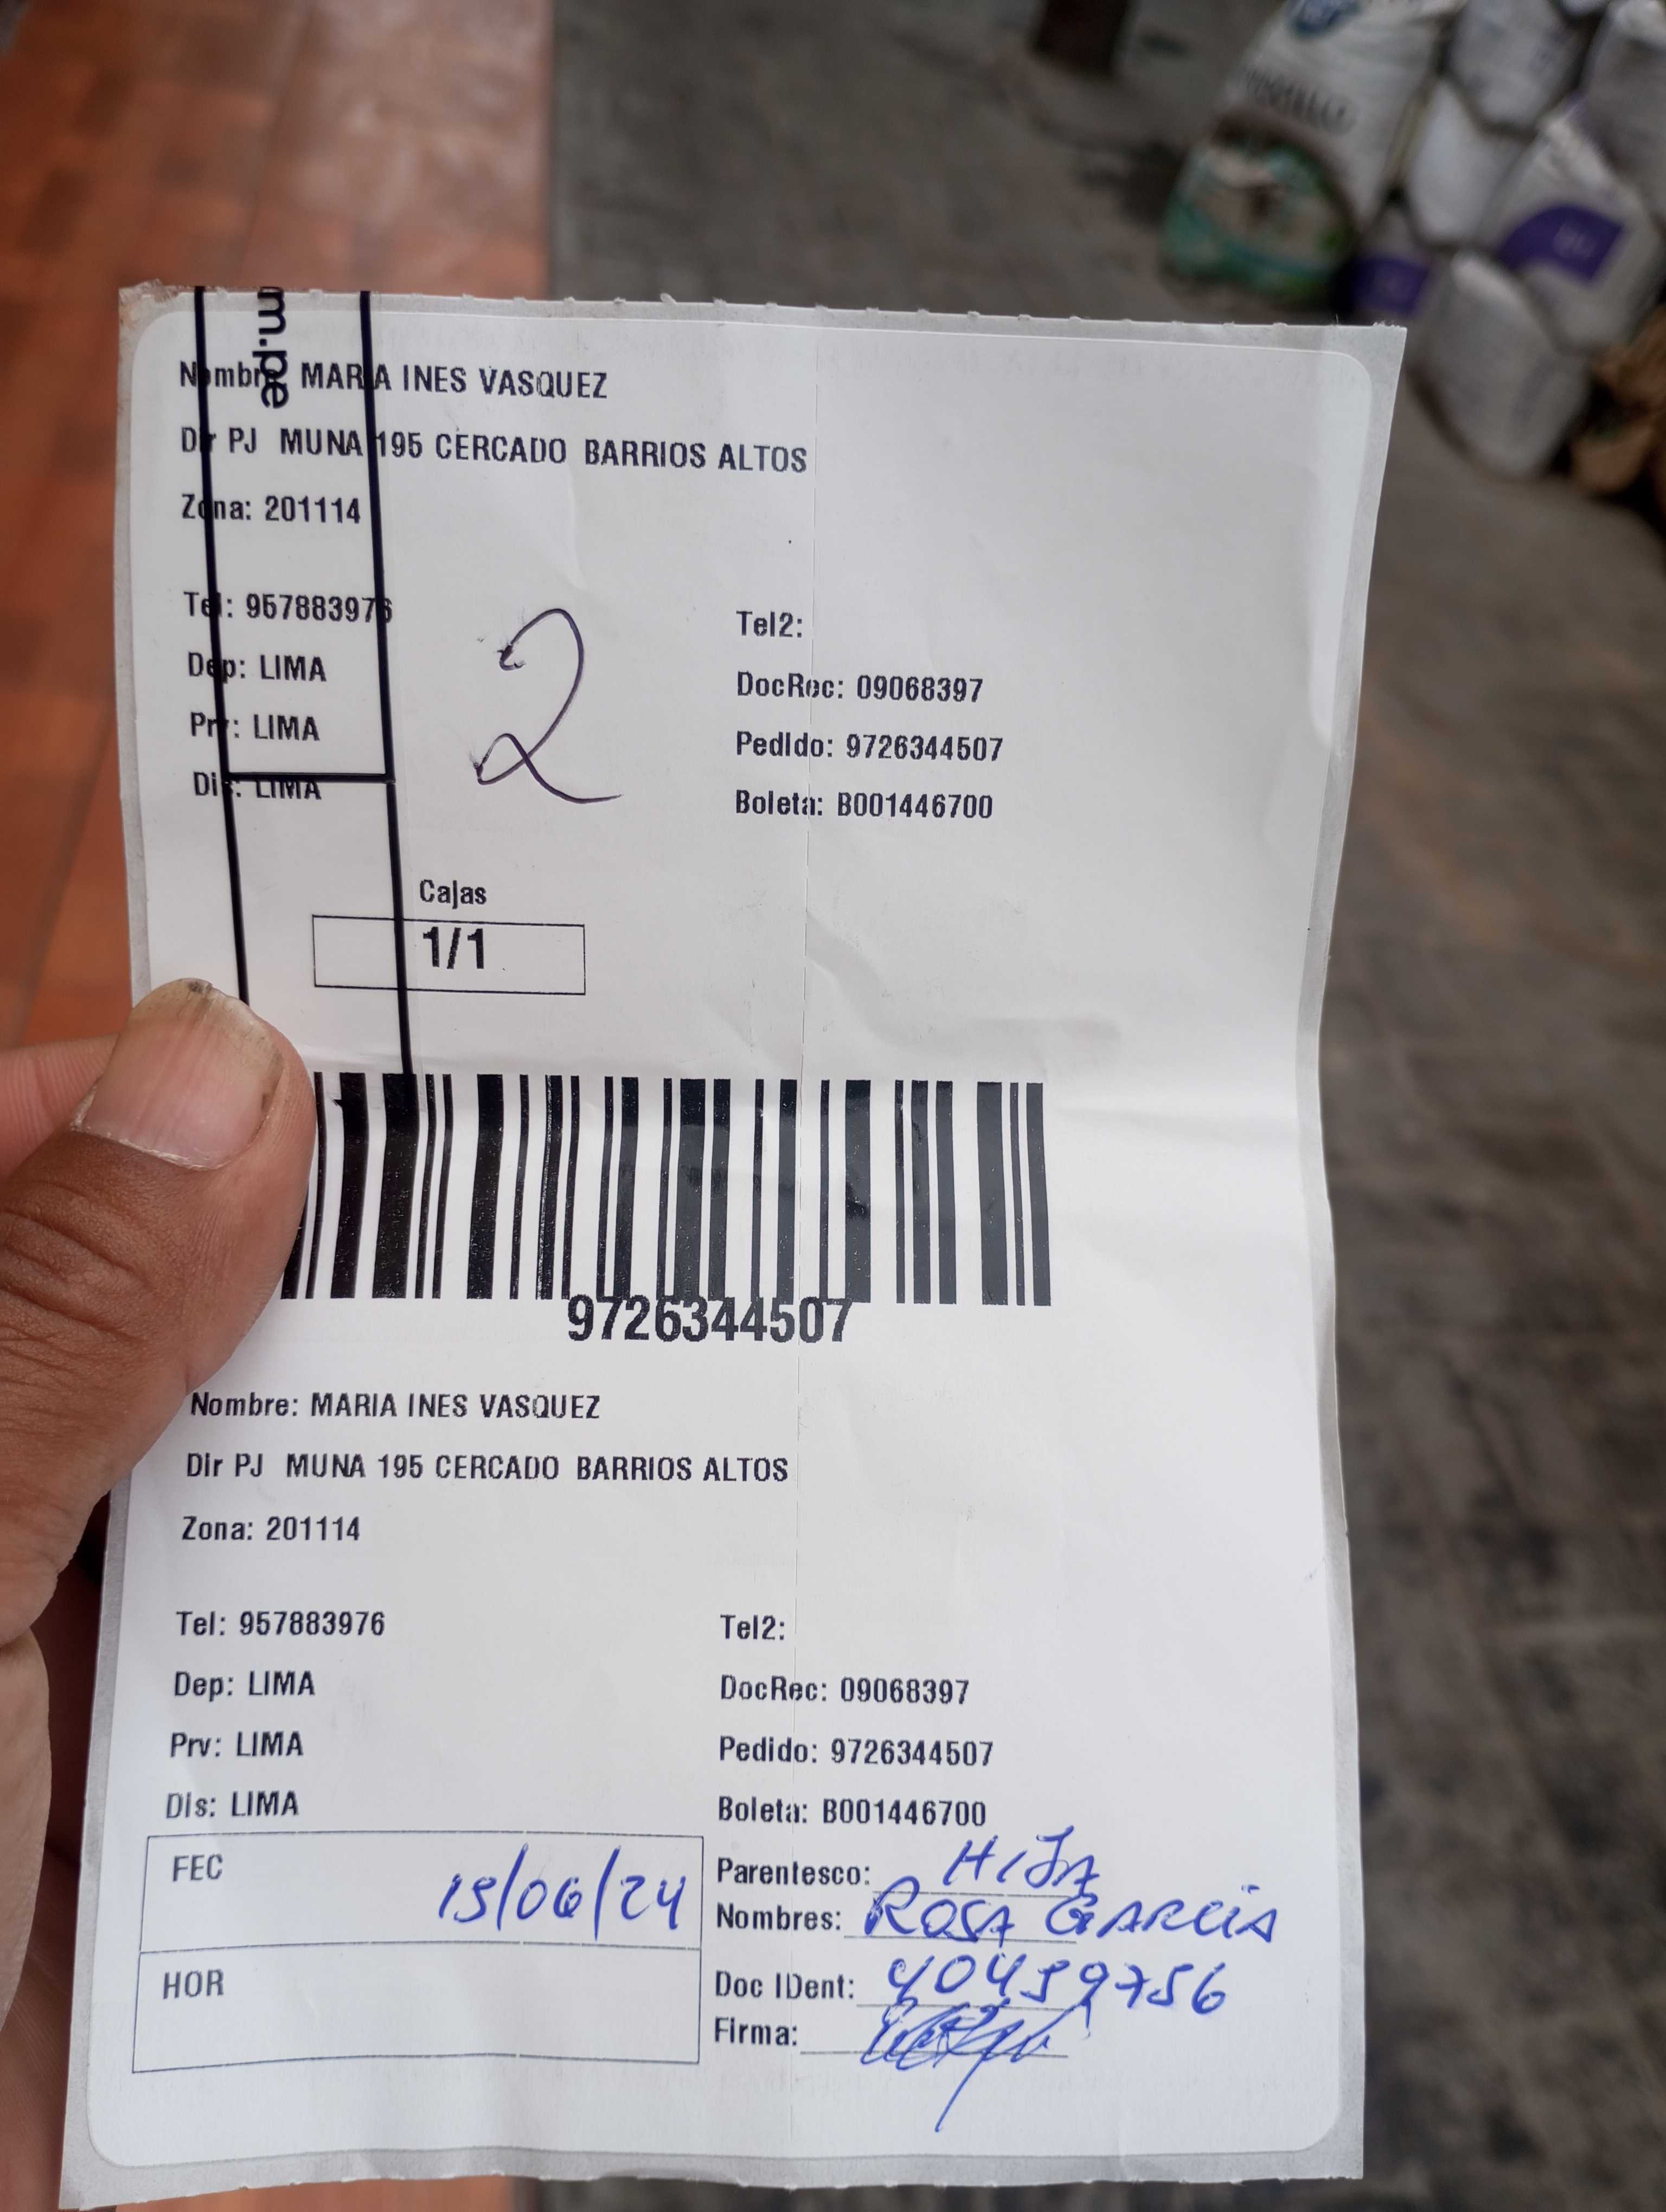 m.pe
Nombre MARIA INES VASQUEZ
Dir PJ MUNA 195 CERCADO BARRIOS ALTOS
Zona: 201114
Tel: 957883976 Tel2:
Dep: LIMA DocRec: 09068397
Prv: LIMA Pedido: 9726344507
Dis: LIMA Boleta: B001446700
2
Cajas
1/1
9726344507
Nombre: MARIA INES VASQUEZ
Dir PJ MUNA 195 CERCADO BARRIOS ALTOS
Zona: 201114
Tel: 957883976 Tel2:
Dep: LIMA DocRec: 09068397
Prv: LIMA Pedido: 9726344507
Dis: LIMA Boleta: B001446700
FEC 15/06/24 Parentesco: HIJA
Nombres: ROSA GARCIA
HOR Doc IDent: 40459756
Firma: